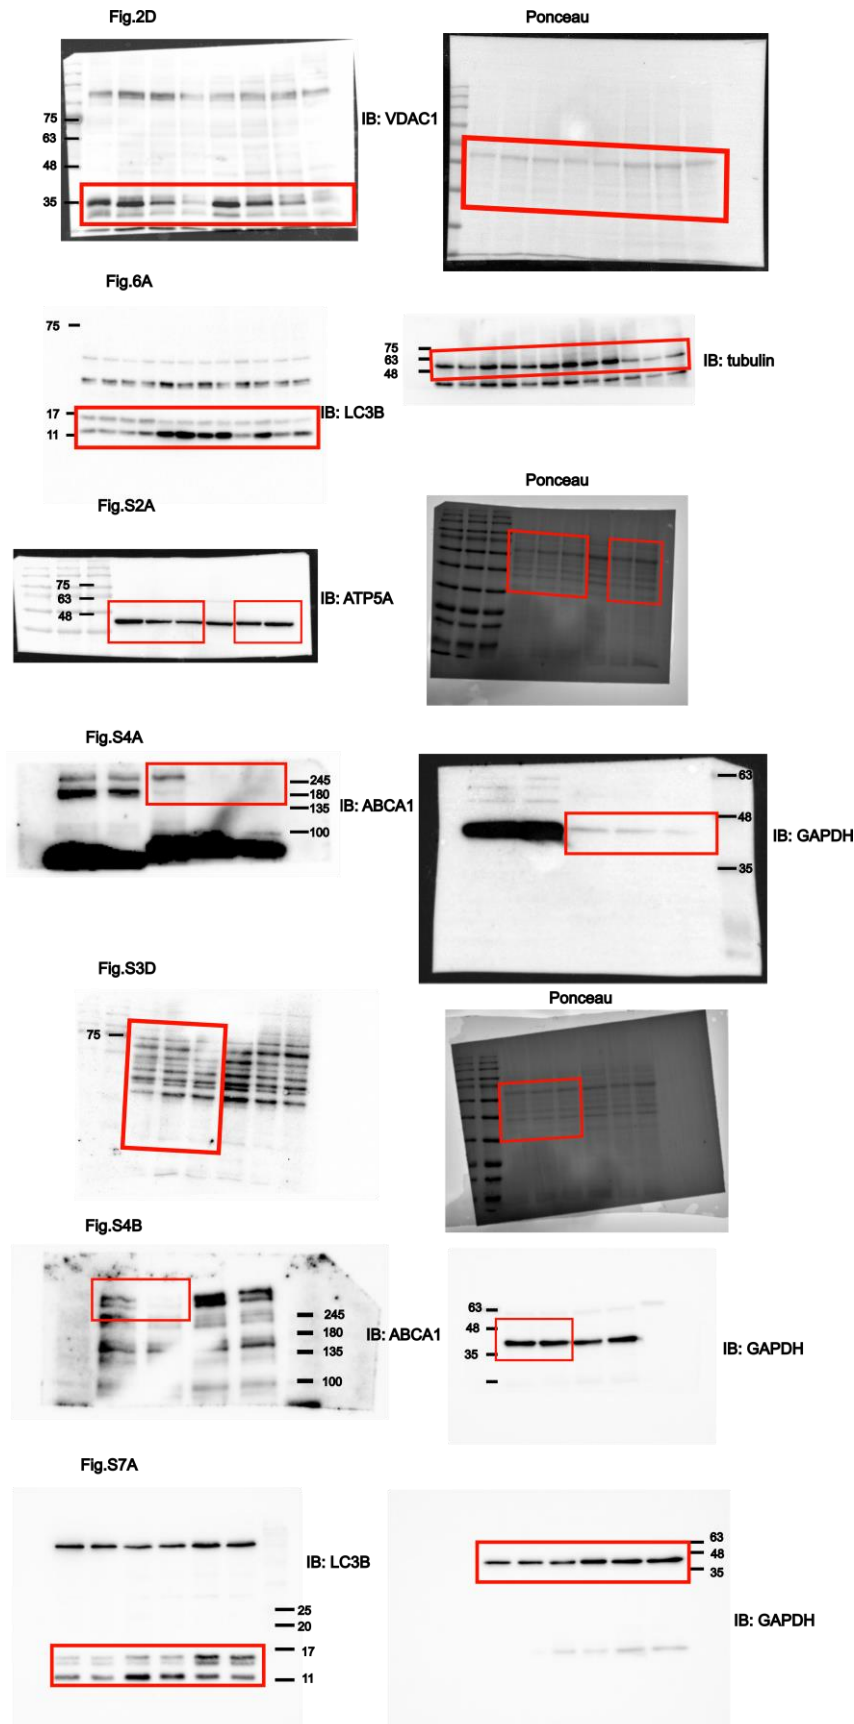 Fig.2D
Ponceau
75
63
48
35
IB: VDAC1
Fig.6A
75
17
11
IB: LC3B
75
63
48
IB: tubulin
Fig.S2A
Ponceau
75
63
48
IB: ATP5A
Fig.S4A
245
180
135
100
IB: ABCA1
63
48
35
IB: GAPDH
Fig.S3D
75
Ponceau
Fig.S4B
245
180
135
100
IB: ABCA1
63
48
35
IB: GAPDH
Fig.S7A
25
20
17
11
IB: LC3B
63
48
35
IB: GAPDH